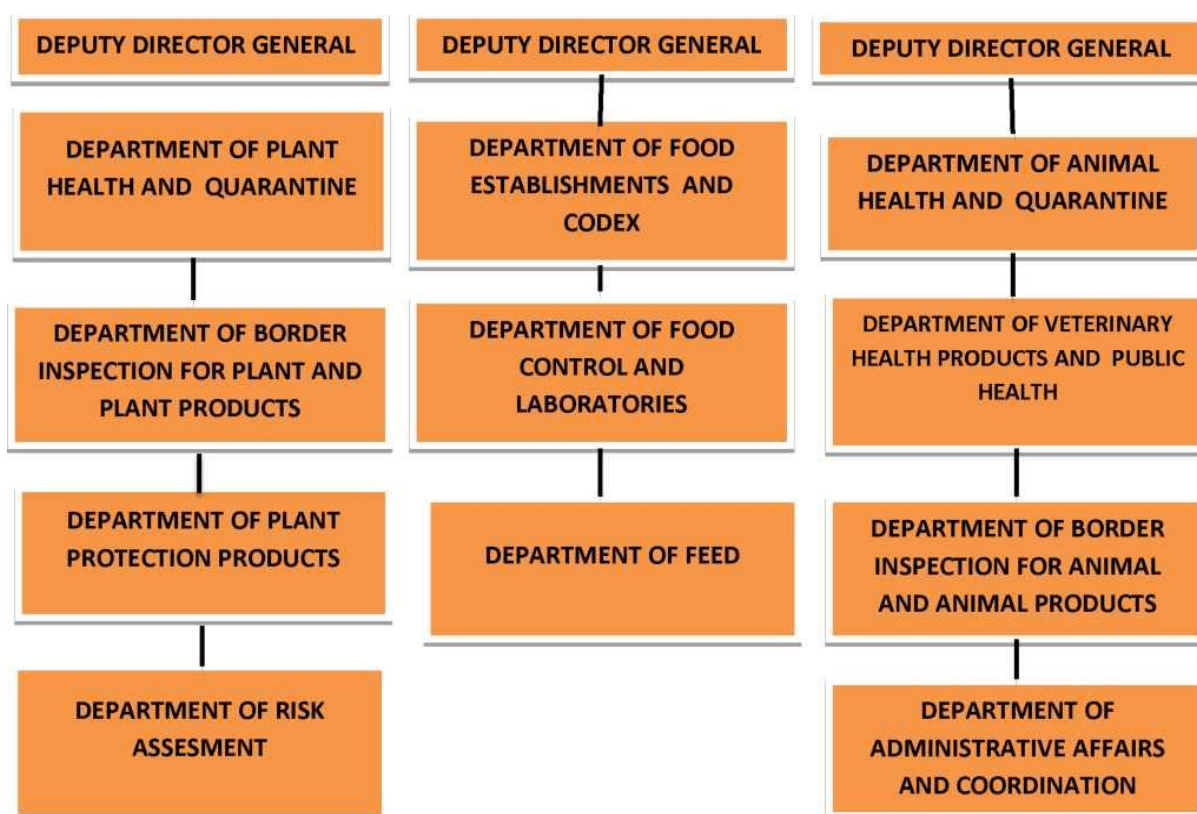 DEPUTY DIRECTOR GENERAL
DEPARTMENT OF PLANT
HEALTH AND QUARANTINE
DEPARTMENT OF BORDER
INSPECTION FOR PLANT AND
PLANT PRODUCTS
DEPARTMENT OF PLANT
PROTECTION PRODUCTS
DEPARTMENT OF RISK
ASSESMENT
DEPUTY DIRECTOR GENERAL
DEPARTMENT OF FOOD
ESTABLISHMENTS AND
CODEX
DEPARTMENT OF FOOD
CONTROL AND
LABORATORIES
DEPARTMENT OF FEED
DEPUTY DIRECTOR GENERAL
DEPARTMENT OF ANIMAL
HEALTH AND QUARANTINE
DEPARTMENT OF VETERINARY
HEALTH PRODUCTS AND PUBLIC
HEALTH
DEPARTMENT OF BORDER
INSPECTION FOR ANIMAL
AND ANIMAL PRODUCTS
DEPARTMENT OF
ADMINISTRATIVE AFFAIRS
AND COORDINATION